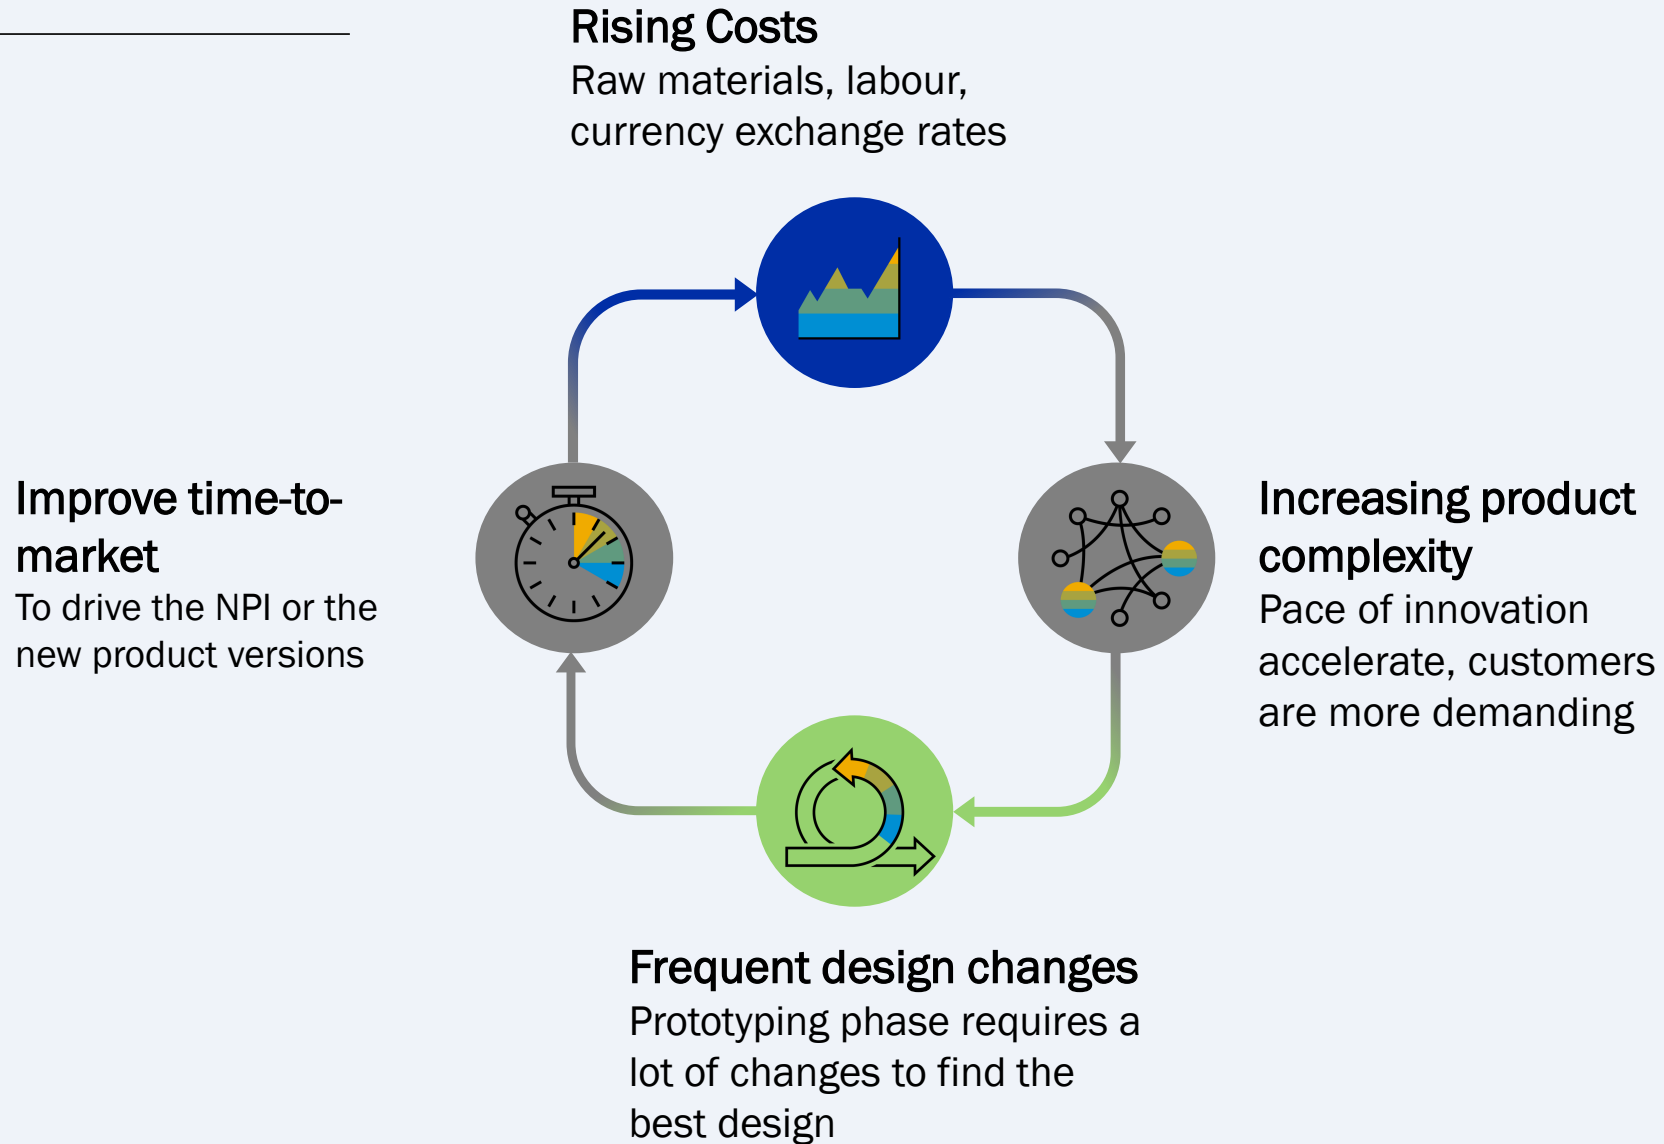 Rising Costs
Raw materials, labour,
currency exchange rates
Improve time-to-
market
To drive the NPI or the
new product versions
Increasing product
complexity
Pace of innovation
accelerate, customers
are more demanding
Frequent design changes
Prototyping phase requires a
lot of changes to find the
best design